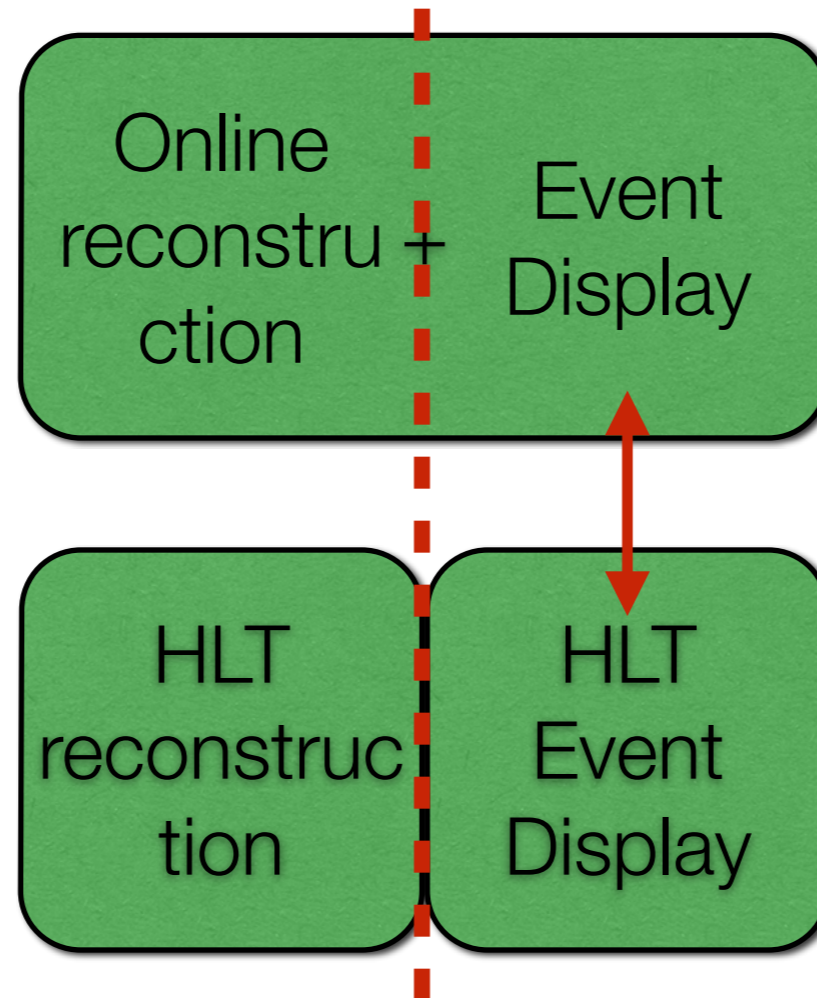 Online
reconstru +
ction
Event
Display
HLT
reconstruc
tion
HLT
Event
Display